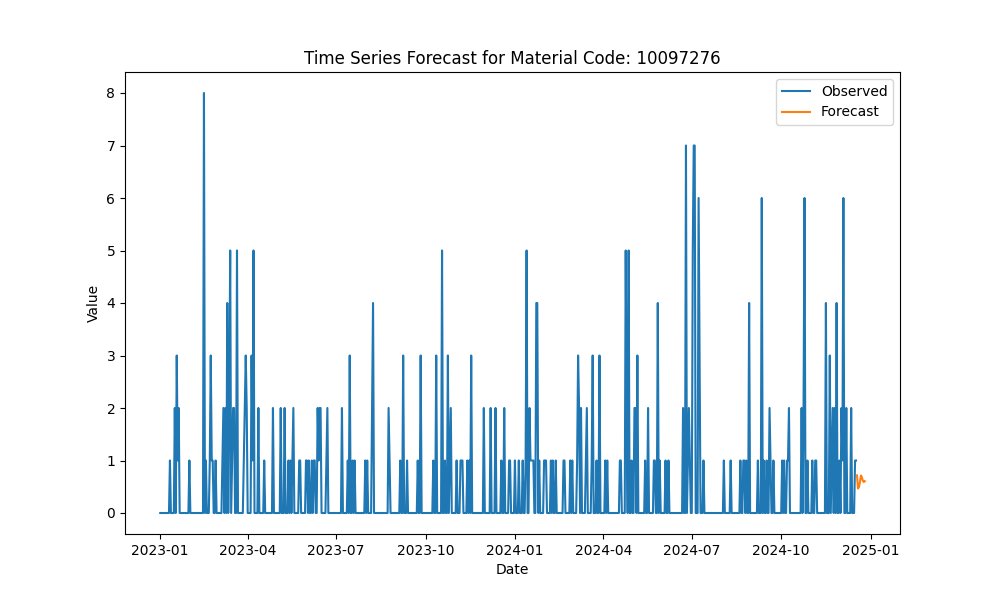 Time Series Forecast for Material Code: 10097276
Observed
Forecast
Value
8
7
6
5
4
3
2
1
0
2023-01 2023-04 2023-07 2023-10 2024-01 2024-04 2024-07 2024-10 2025-01
Date